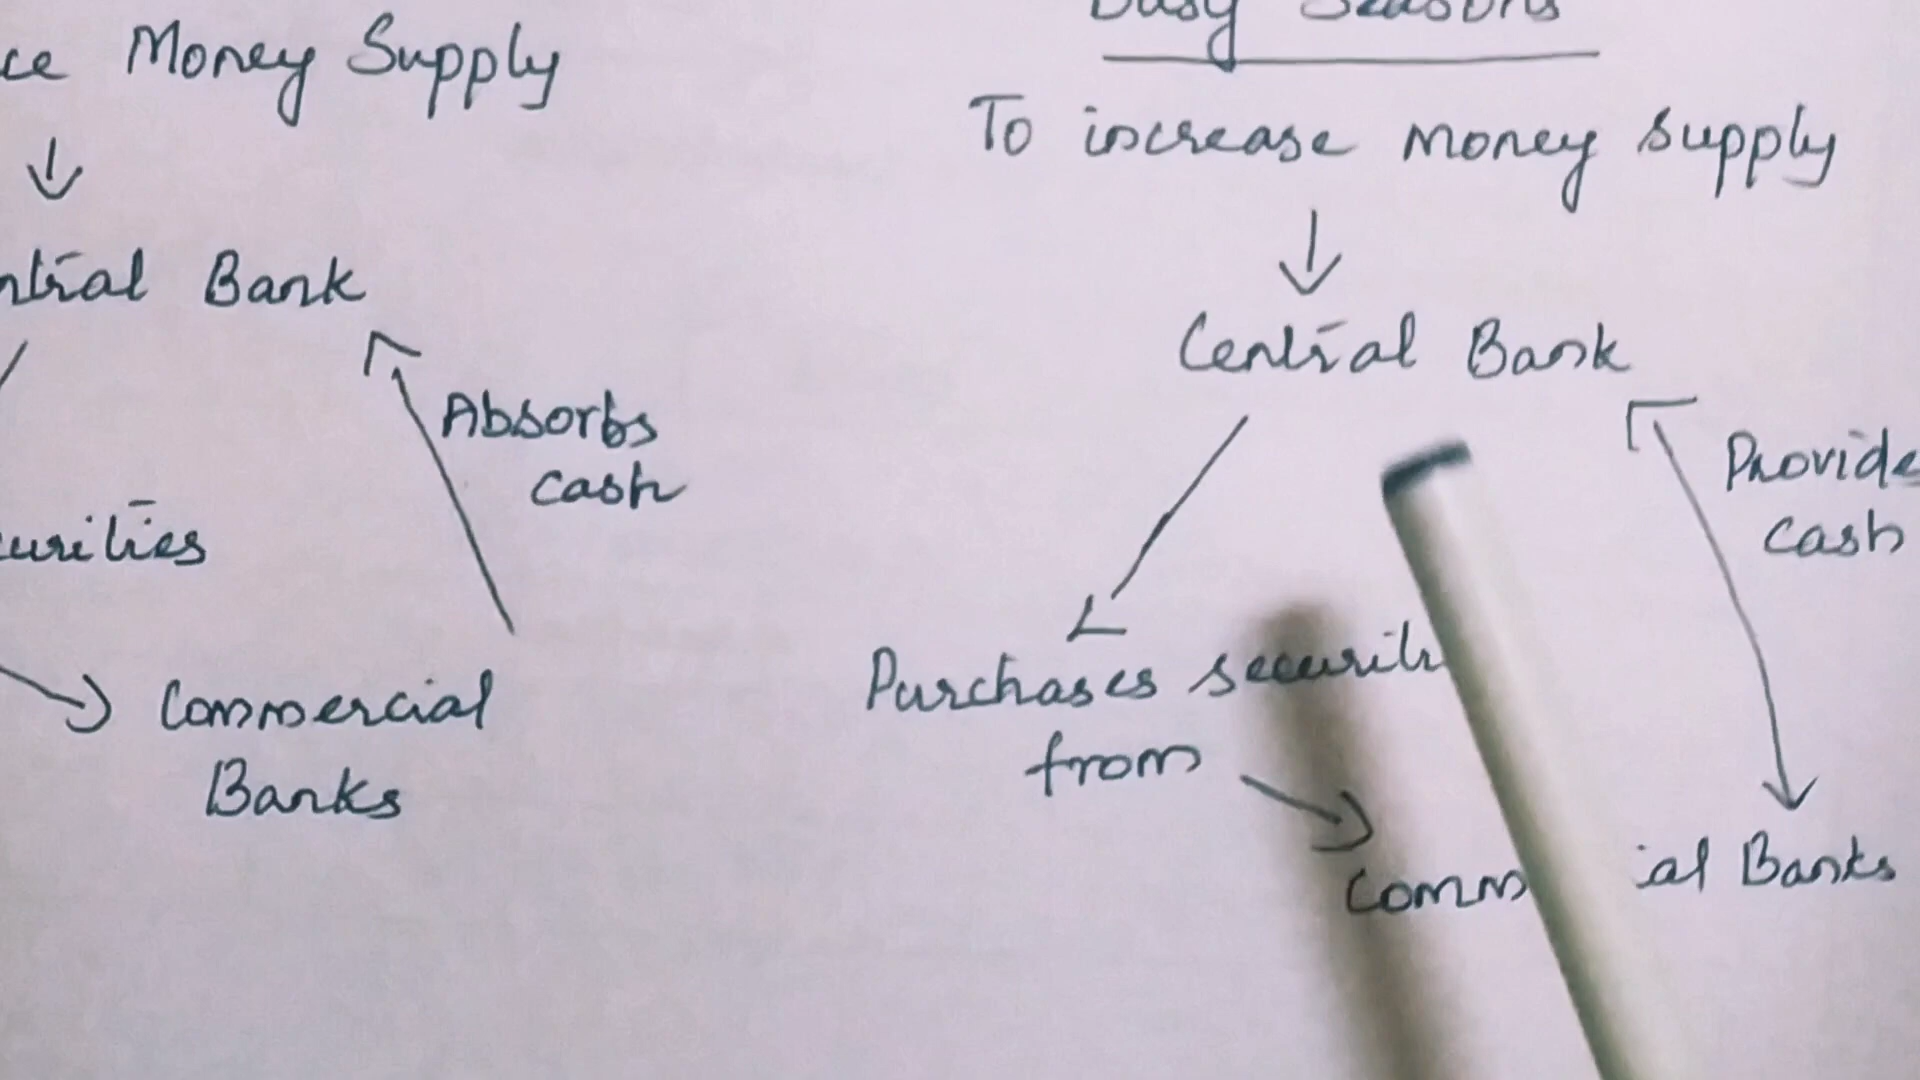 Money Supply
Bank
Absorbs
cash
Commercial
Banks
Busy Seasons
To increase money supply
Central Bank
Provide
cash
Purchases
from
Banks